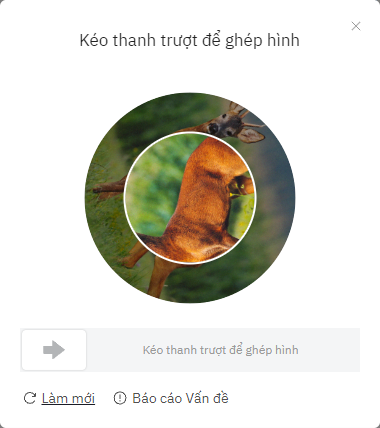 Kéo thanh trượt để ghép hình
Kéo thanh trượt để ghép hình
Làm mới
Báo cáo Vấn đề